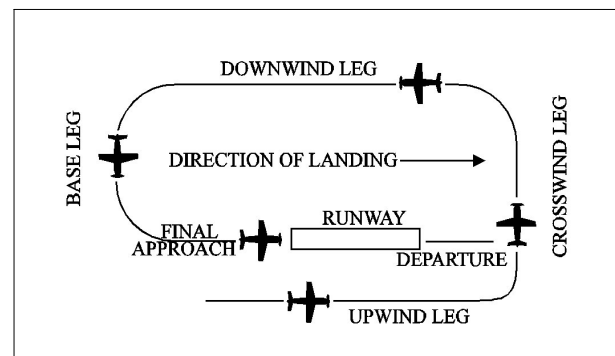 DOWNWIND LEG
BASE LEG
DIRECTION OF LANDING
CROSSWIND LEG
RUNWAY
FINAL
APPROACH
DEPARTURE
UPWIND LEG